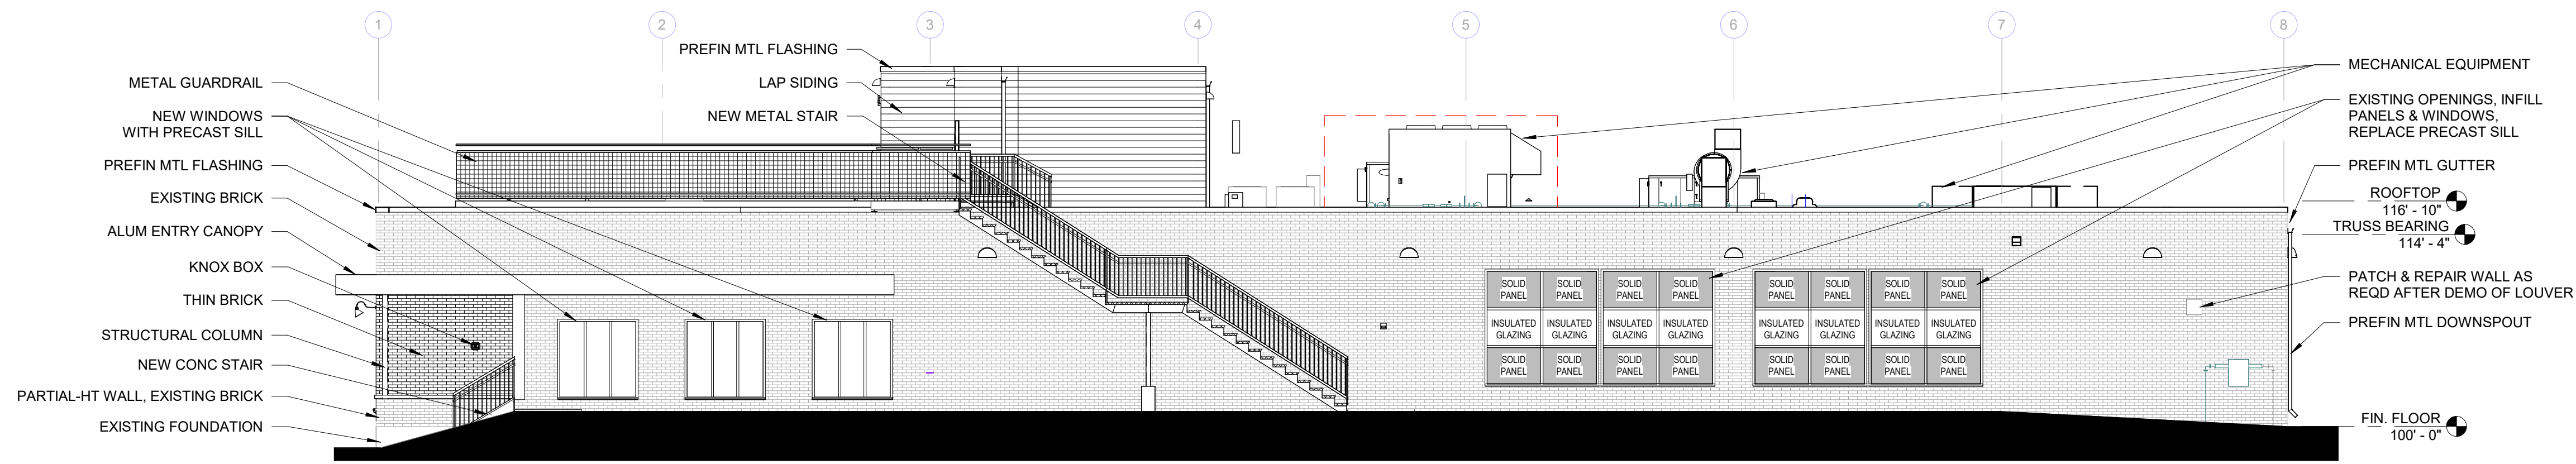 1
2
3
4
5
6
7
8
PREFIN MTL FLASHING
LAP SIDING
NEW METAL STAIR
METAL GUARDRAIL
NEW WINDOWS
WITH PRECAST SILL
PREFIN MTL FLASHING
EXISTING BRICK
ALUM ENTRY CANOPY
KNOX BOX
THIN BRICK
STRUCTURAL COLUMN
NEW CONC STAIR
PARTIAL-HT WALL, EXISTING BRICK
EXISTING FOUNDATION
SOLID
PANEL
SOLID
PANEL
SOLID
PANEL
SOLID
PANEL
SOLID
PANEL
SOLID
PANEL
SOLID
PANEL
SOLID
PANEL
INSULATED
GLAZING
INSULATED
GLAZING
INSULATED
GLAZING
INSULATED
GLAZING
INSULATED
GLAZING
INSULATED
GLAZING
INSULATED
GLAZING
INSULATED
GLAZING
SOLID
PANEL
SOLID
PANEL
SOLID
PANEL
SOLID
PANEL
SOLID
PANEL
SOLID
PANEL
SOLID
PANEL
SOLID
PANEL
MECHANICAL EQUIPMENT
EXISTING OPENINGS, INFILL
PANELS & WINDOWS,
REPLACE PRECAST SILL
PREFIN MTL GUTTER
ROOFTOP
116' - 10"
TRUSS BEARING
114' - 4"
PATCH & REPAIR WALL AS
REQD AFTER DEMO OF LOUVER
PREFIN MTL DOWNSPOUT
FIN. FLOOR
100' - 0"